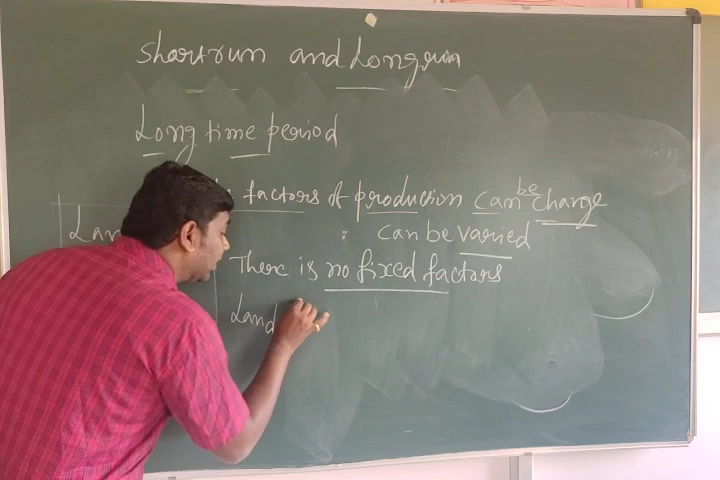 Short run and Long run
Long time period
factors of production can be change
: can be varied
Lan
There is no fixed factors
Land